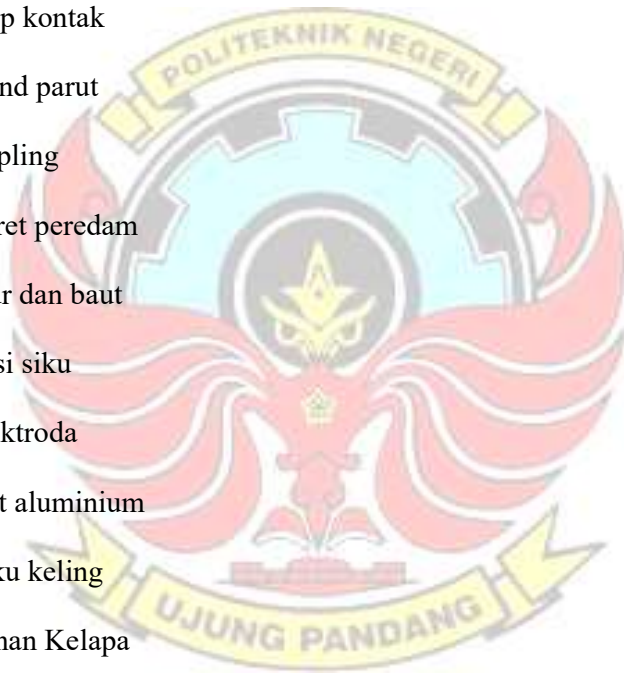 p kontak
nd parut
pling
ret peredam
r dan baut
si siku
ktroda
t aluminium
ku keling
han Kelapa
POLITEKNIK NEGERI
UJUNG PANDANG